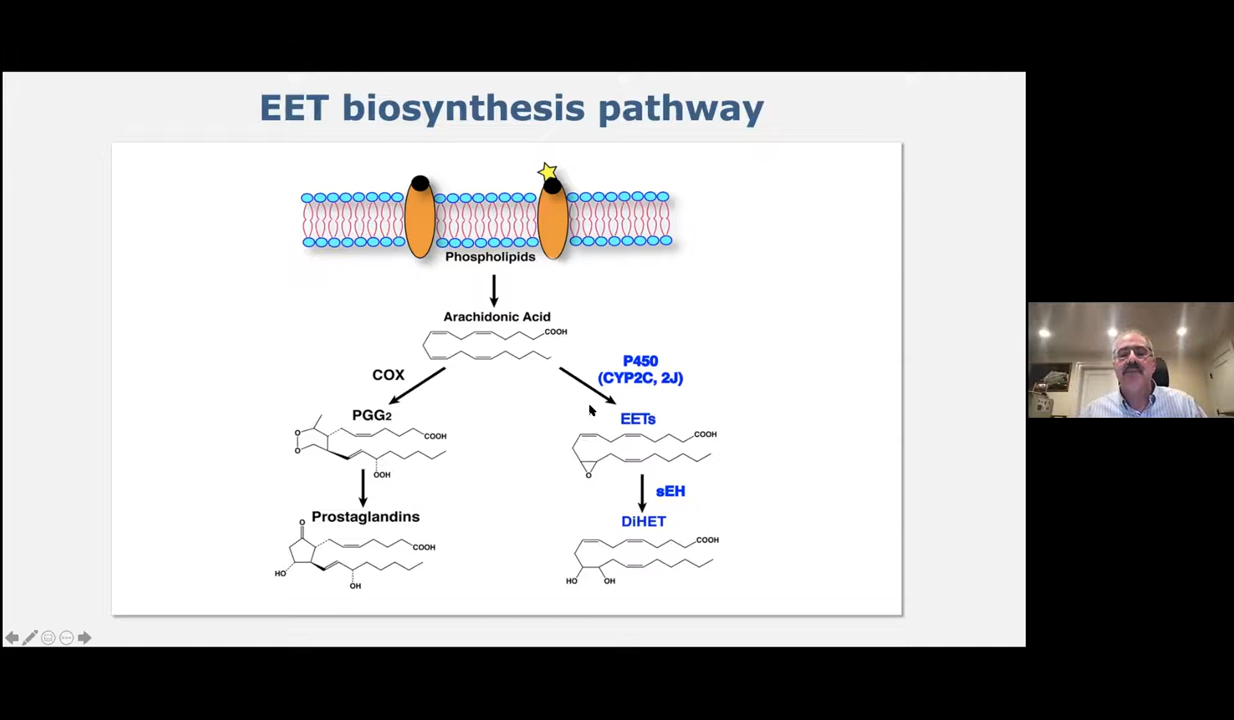 EET biosynthesis pathway
Phospholipids
Arachidonic Acid
COOH
COX
P450
(CYP2C, 2J)
PGG2
EETs
O
O
COOH
OOH
COOH
O
sEH
Prostaglandins
DiHET
O
COOH
HO
OH
COOH
HO
OH